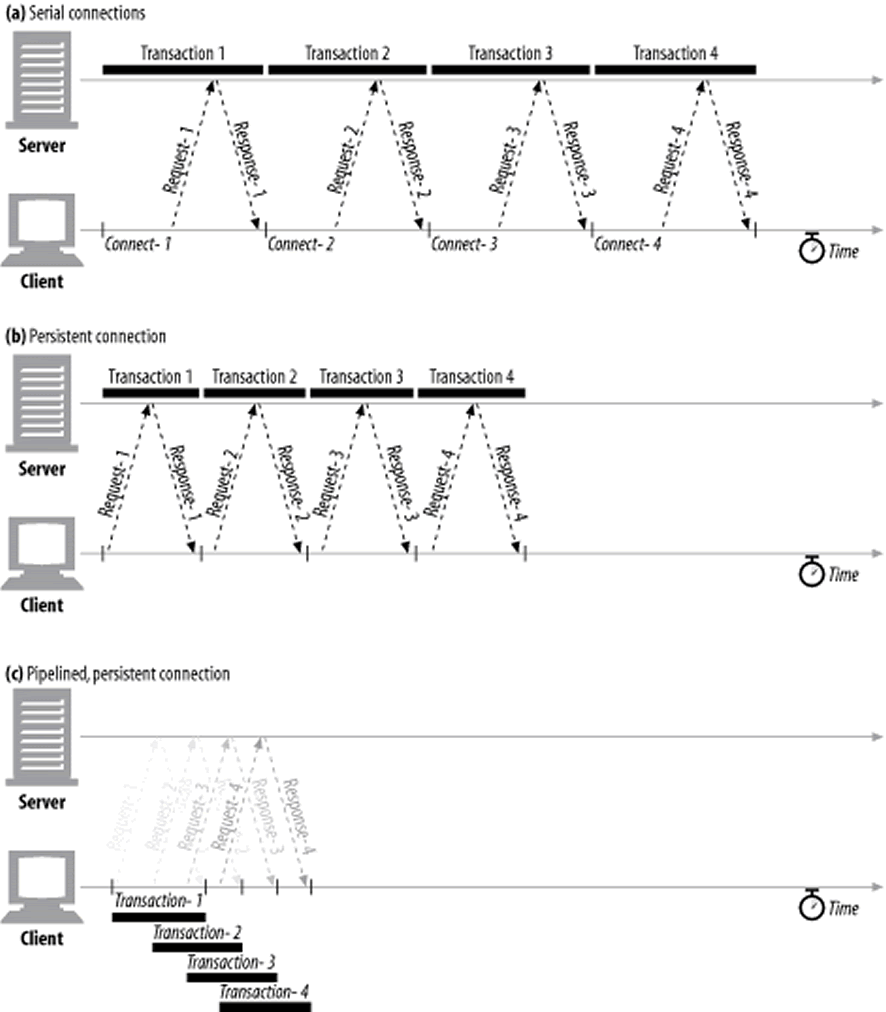 (a) Serial connections
Transaction 1 Transaction 2 Transaction 3 Transaction 4
Request- 1 Response- 1 Request- 2 Response- 2 Request- 3 Response- 3 Request- 4 Response- 4
Server
Connect- 1 Connect- 2 Connect- 3 Connect- 4
Time
Client
(b) Persistent connection
Transaction 1 Transaction 2 Transaction 3 Transaction 4
Request- 1 Response- 1 Request- 2 Response- 2 Request- 3 Response- 3 Request- 4 Response- 4
Server
Time
Client
(c) Pipelined, persistent connection
Request- 1 Request- 2 Request- 3 Request- 4 Response- 3 Response- 4
Server
Transaction- 1
Time
Client
Transaction- 2
Transaction- 3
Transaction- 4